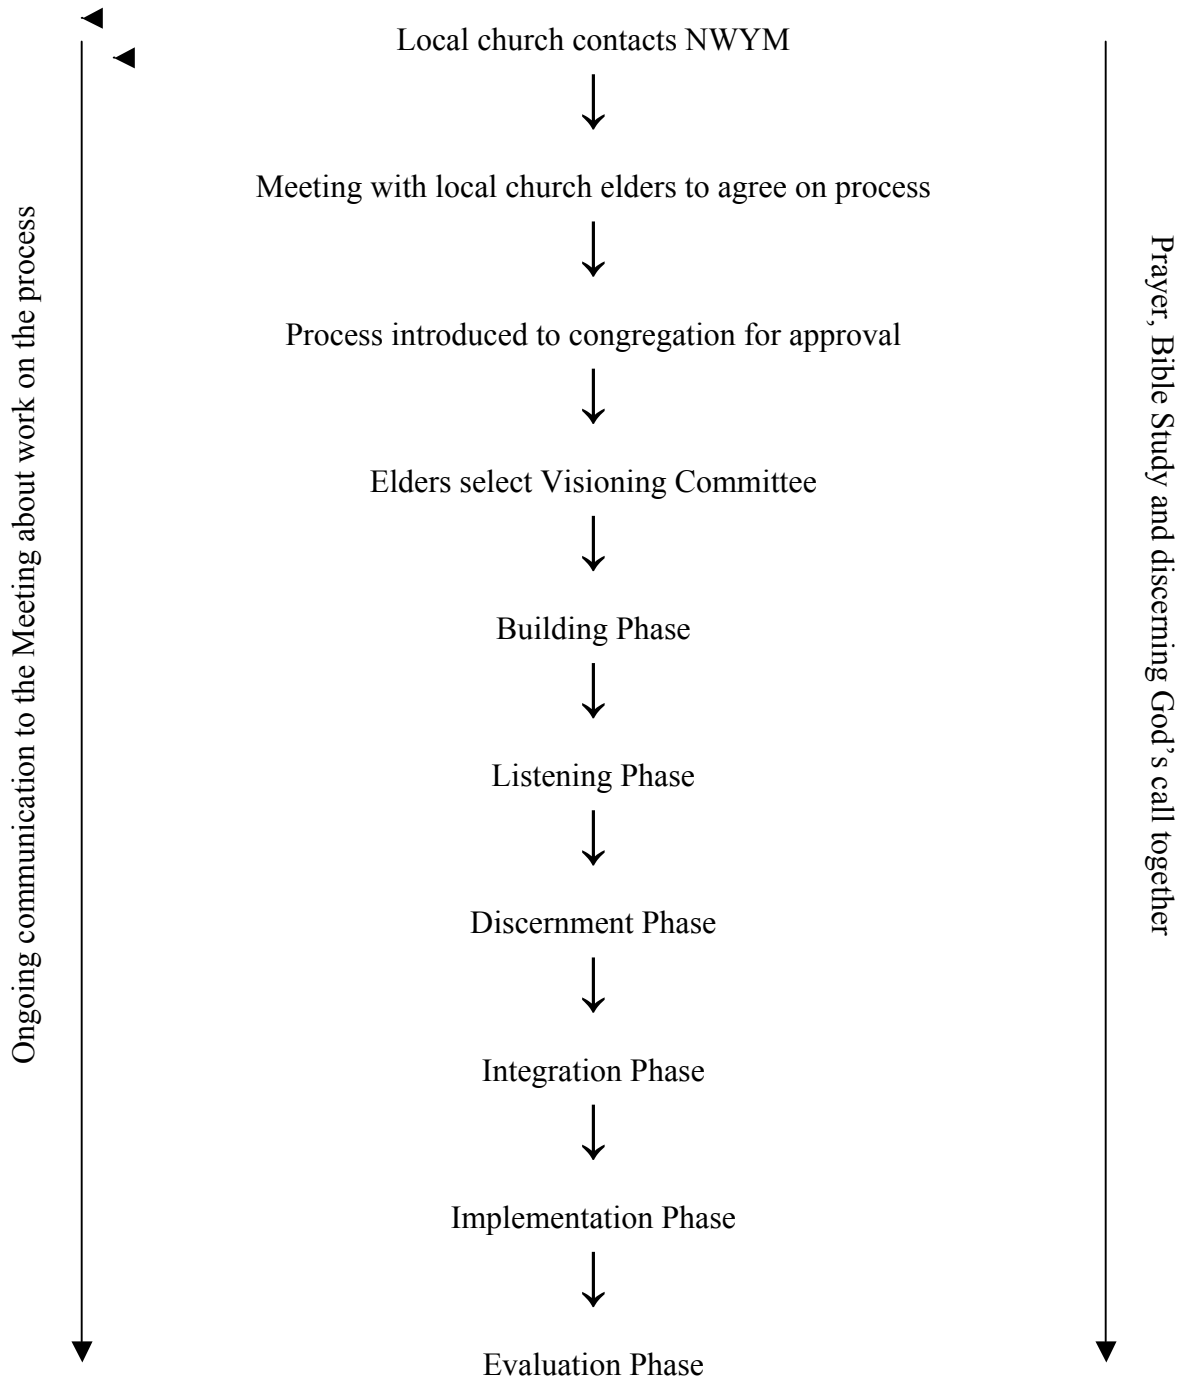 Local church contacts NWYM
Meeting with local church elders to agree on process
Process introduced to congregation for approval
Elders select Visioning Committee
Building Phase
Listening Phase
Discernment Phase
Integration Phase
Implementation Phase
Evaluation Phase
Ongoing communication to the Meeting about work on the process
Prayer, Bible Study and discerning God’s call together